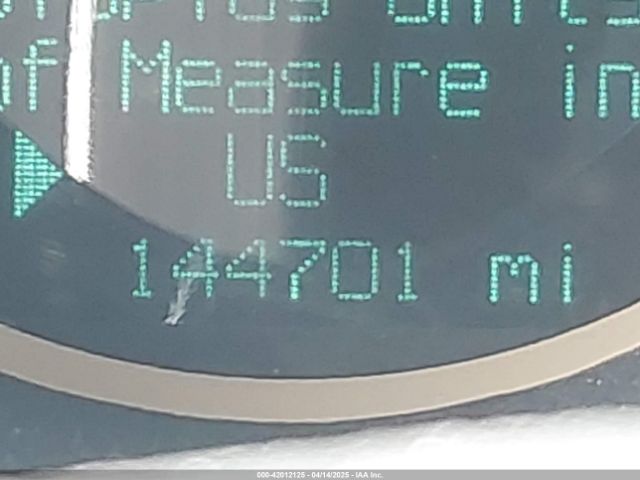 of Measure in
US
144701 mi
000-42012125 - 04/14/2025 - IAA Inc.